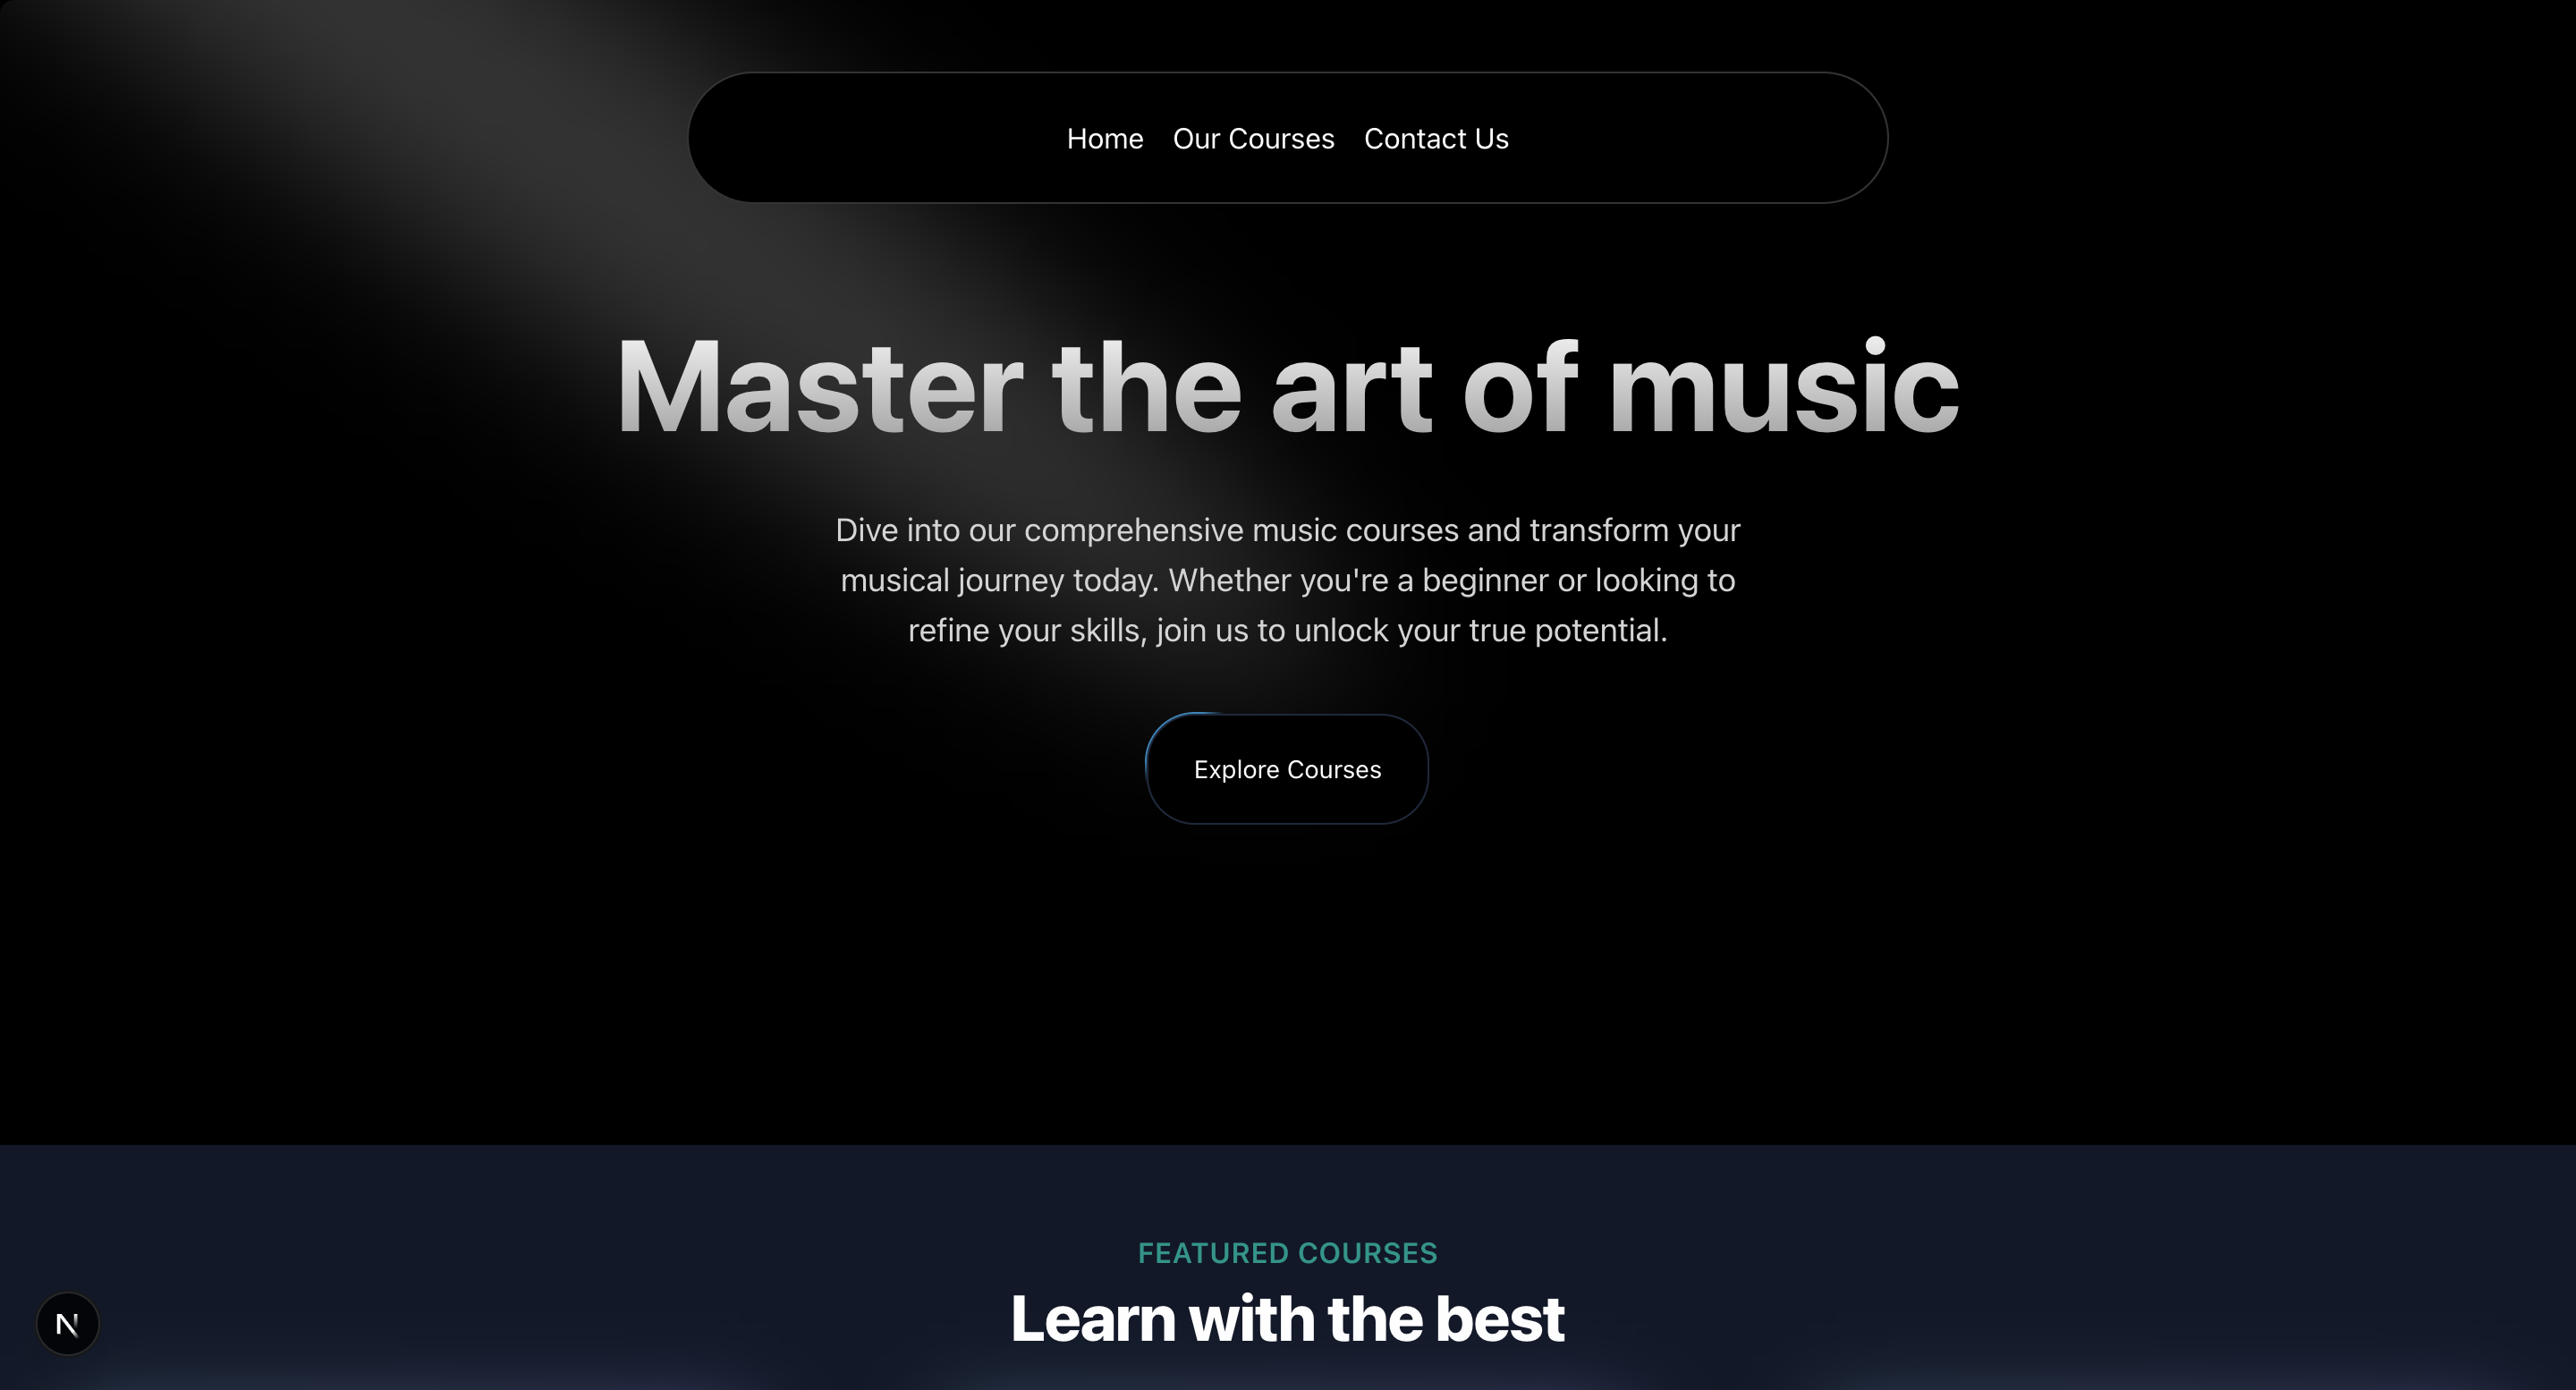 Home Our Courses Contact Us
Master the art of music
Dive into our comprehensive music courses and transform your
musical journey today. Whether you're a beginner or looking to
refine your skills, join us to unlock your true potential.
Explore Courses
FEATURED COURSES
Learn with the best
N